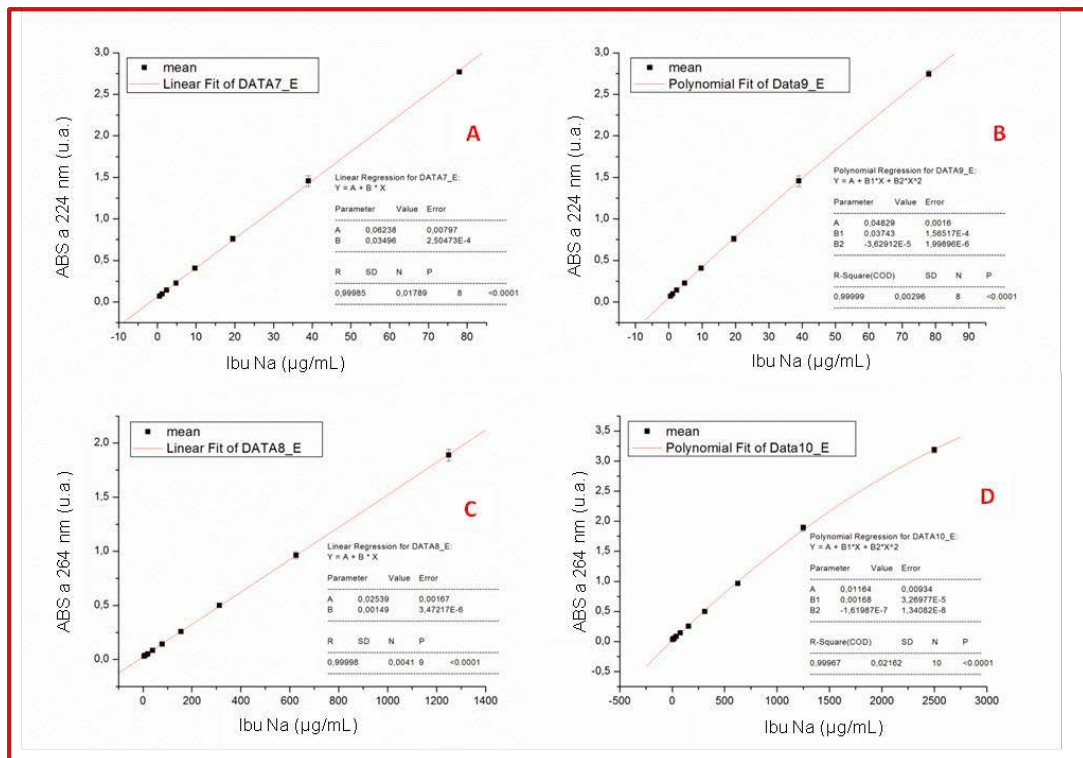 mean
Linear Fit of DATA7_E
A
ABS a 224 nm (u.a.)
3,0
2,5
2,0
1,5
1,0
0,5
0,0
Linear Regression for DATA7_E:
Y = A + B * X
Parameter Value Error
A 0,06238 0,00797
B 0,03496 2,50473E-4
R SD N P
0,99985 0,01789 8 <0.0001
-10 0 10 20 30 40 50 60 70 80
Ibu Na (µg/mL)
mean
Polynomial Fit of Data9_E
B
ABS a 224 nm (u.a.)
3,0
2,5
2,0
1,5
1,0
0,5
0,0
Polynomial Regression for DATA9_E:
Y = A + B1*X + B2*X^2
Parameter Value Error
A 0,04829 0,0016
B1 0,03743 1,56517E-4
B2 -3,62912E-5 1,99896E-6
R-Square(COD) SD N P
0,99999 0,00296 8 <0.0001
-10 0 10 20 30 40 50 60 70 80 90
Ibu Na (µg/mL)
mean
Linear Fit of DATA8_E
C
ABS a 264 nm (u.a.)
2,0
1,5
1,0
0,5
0,0
Linear Regression for DATA8_E:
Y = A + B * X
Parameter Value Error
A 0,02539 0,00167
B 0,00149 3,47217E-6
R SD N P
0,99998 0,0041 9 <0.0001
0 200 400 600 800 1000 1200 1400
Ibu Na (µg/mL)
mean
Polynomial Fit of Data10_E
D
ABS a 264 nm (u.a.)
3,5
3,0
2,5
2,0
1,5
1,0
0,5
0,0
-0,5
Polynomial Regression for DATA10_E:
Y = A + B1*X + B2*X^2
Parameter Value Error
A 0,01164 0,00934
B1 0,00168 3,26977E-5
B2 -1,61987E-7 1,34082E-8
R-Square(COD) SD N P
0,99967 0,02162 10 <0.0001
-500 0 500 1000 1500 2000 2500 3000
Ibu Na (µg/mL)